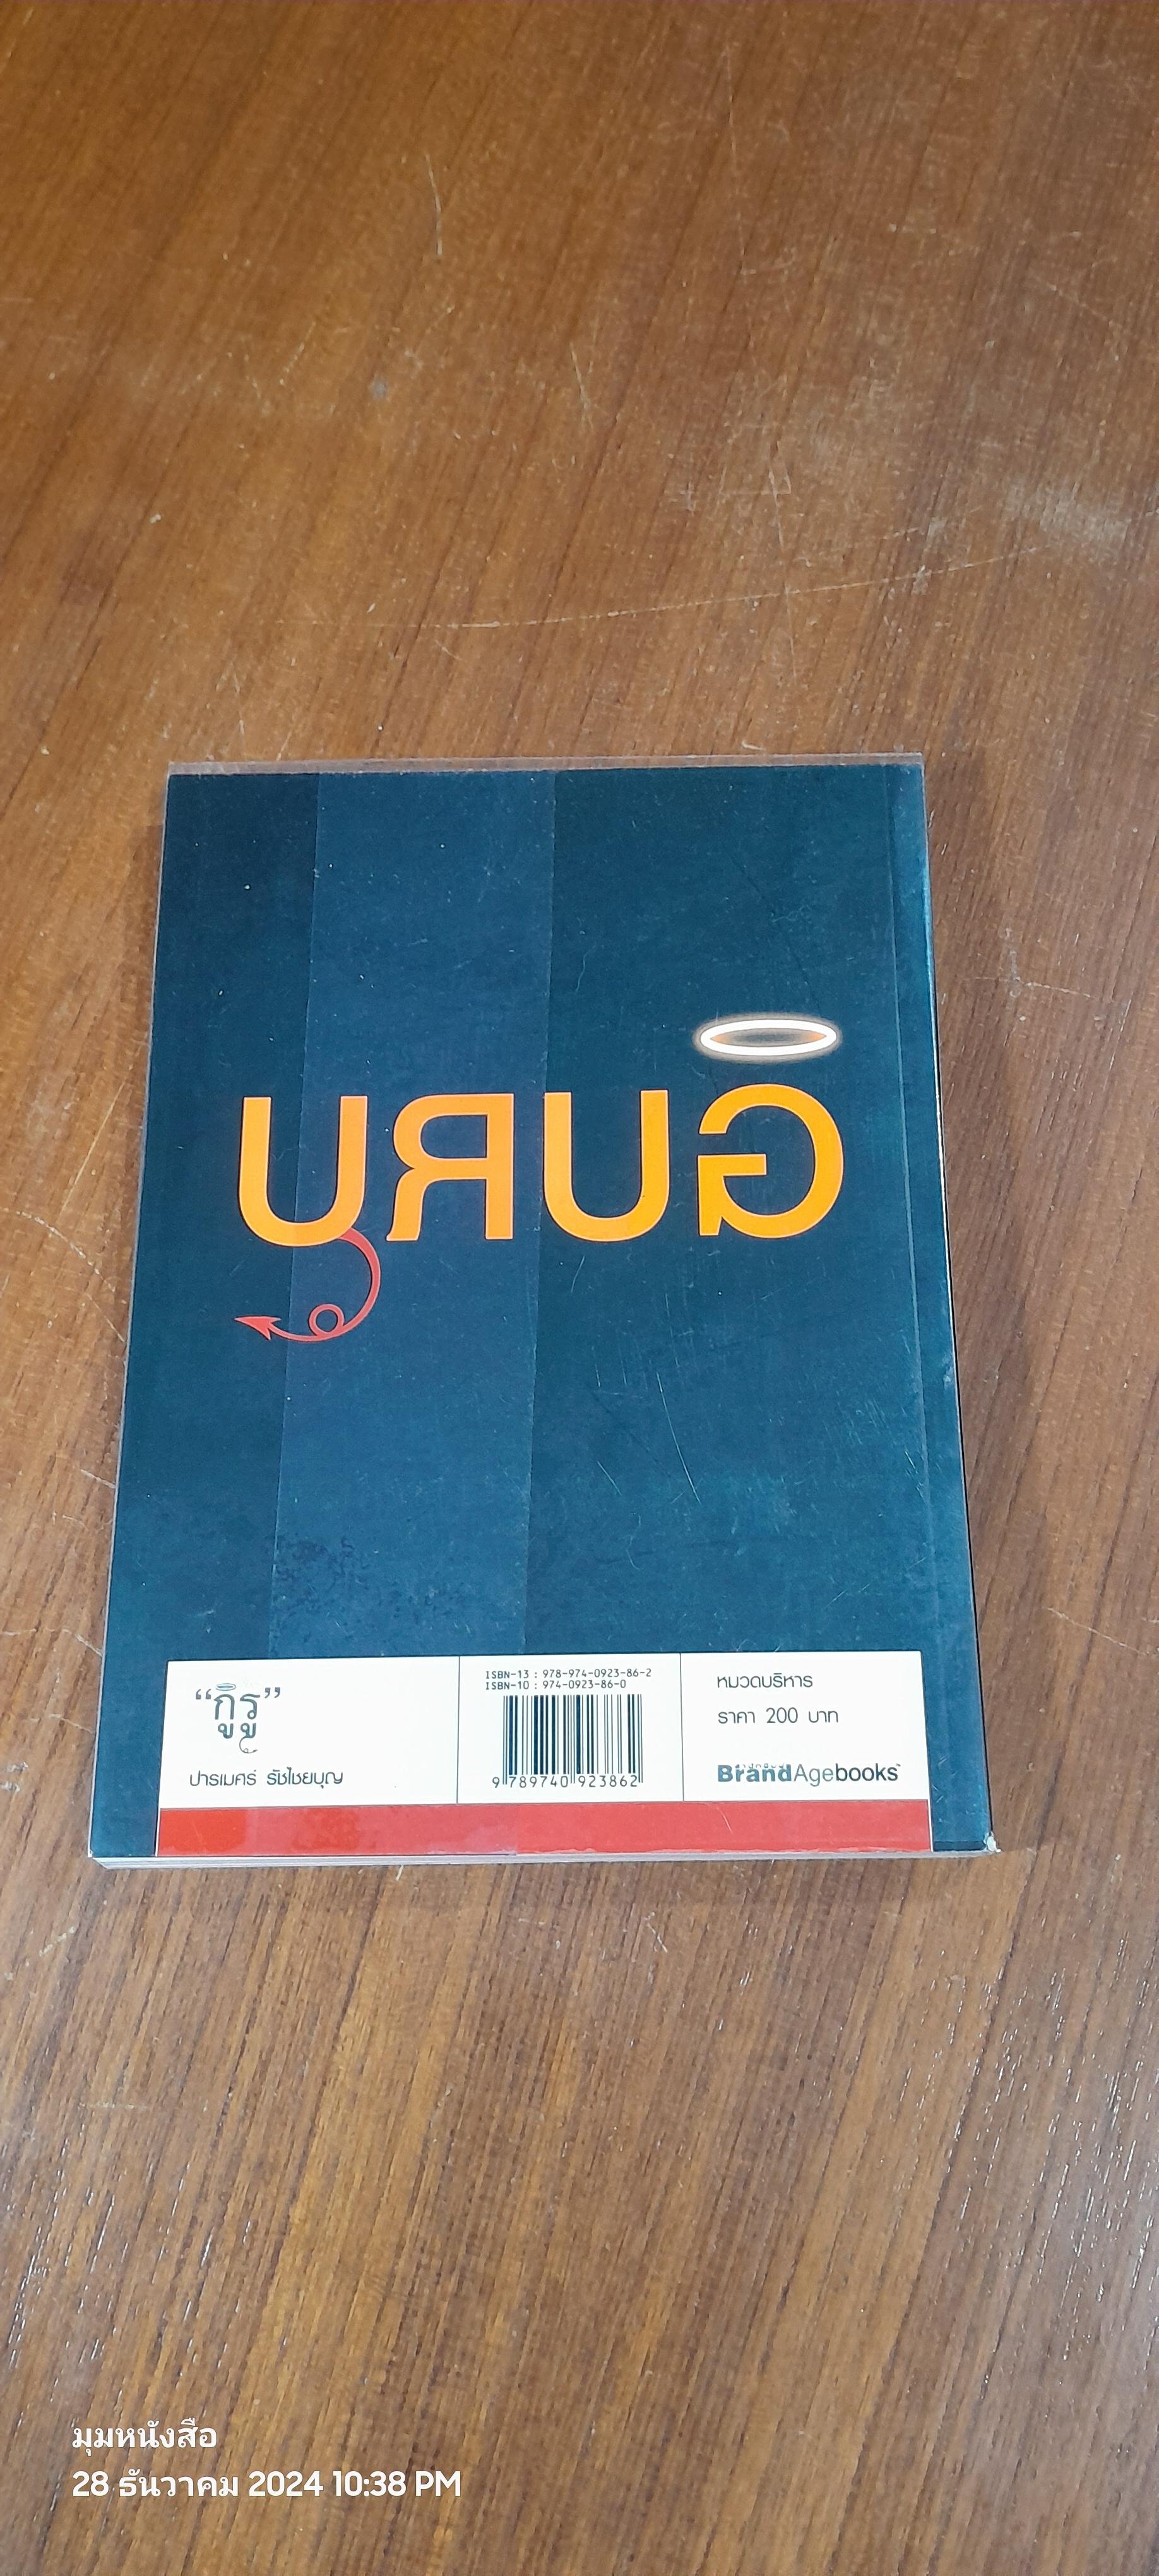 GURU
ISBN-13 : 978-974-0923-86-2
ISBN-10 : 974-0923-86-0
9 789740 923862
"กูรู"
ปารเมศร์ รัชไชยบุญ
หมวดบริหาร
ราคา 200 บาท
BrandAgebooks
มุมหนังสือ
28 ธันวาคม 2024 10:38 PM